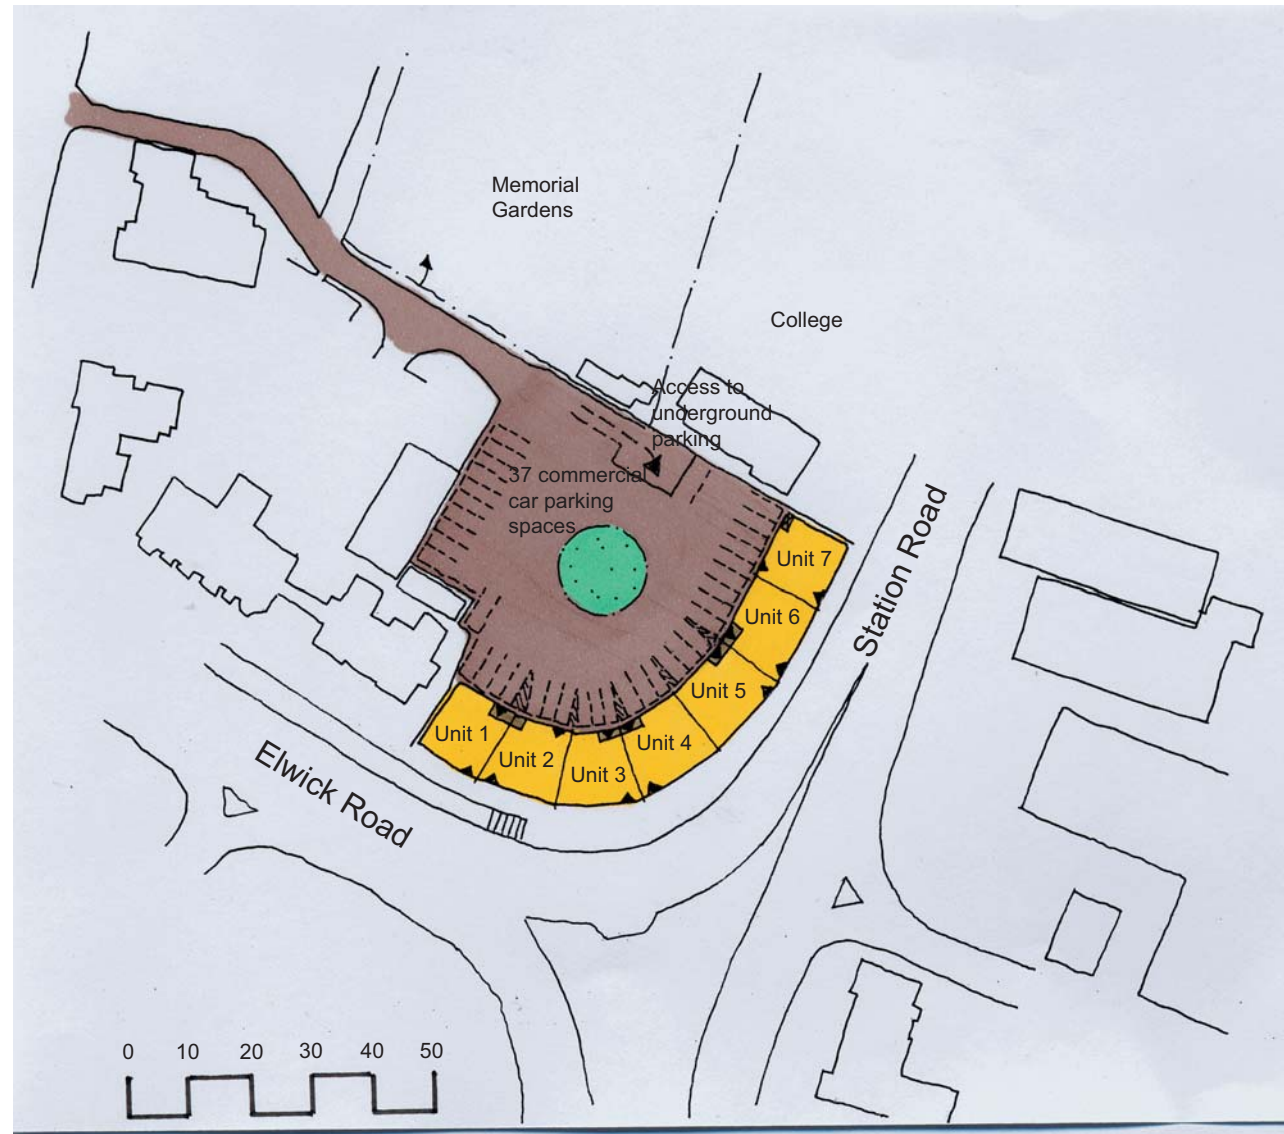 Memorial
Gardens
College
Access to
underground
parking
37 commercial
car parking
spaces
Station Road
Unit 7
Unit 6
Unit 5
Unit 4
Unit 3
Unit 2
Unit 1
Elwick Road
0 10 20 30 40 50